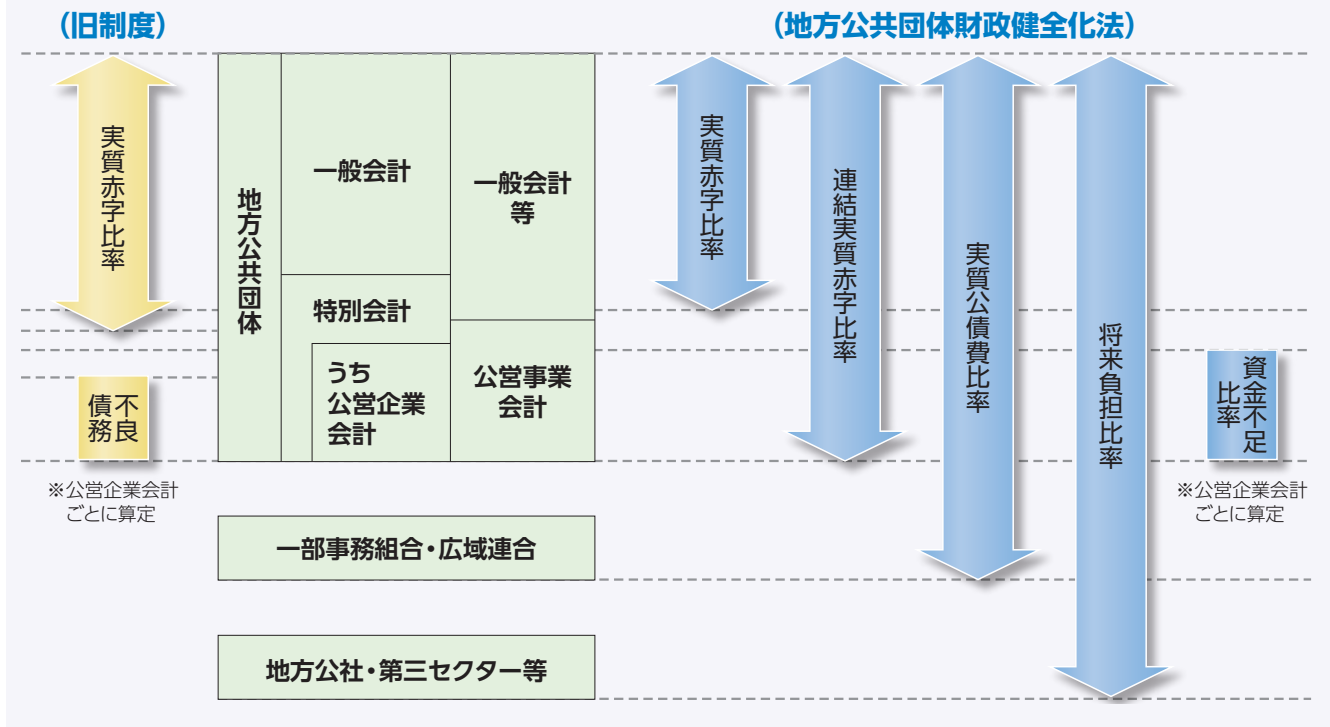 (旧制度)
(地方公共団体財政健全化法)
実質赤字比率
不良
債務
※公営企業会計
ごとに算定
地方公共団体
一般会計
特別会計
うち
公営企業
会計
一般会計
等
公営事業
会計
一部事務組合・広域連合
地方公社・第三セクター等
実質赤字比率
連結実質赤字比率
実質公債費比率
将来負担比率
資金不足
比率
※公営企業会計
ごとに算定